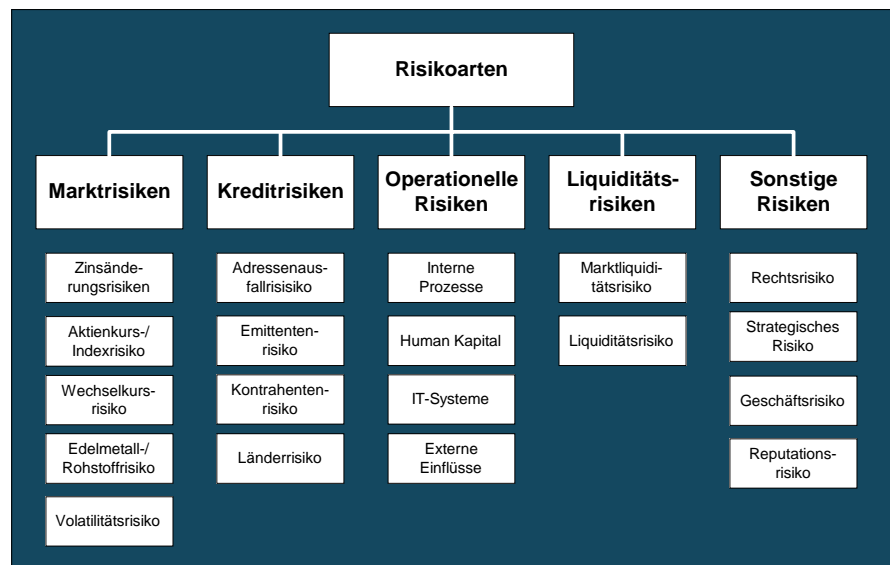 Risikoarten
Marktrisiken
Kreditrisiken
Operationelle
Risiken
Liquiditäts-
risiken
Sonstige
Risiken
Zinsände-
rungsrisiken
Aktienkurs-/
Indexrisiko
Wechselkurs-
risiko
Edelmetall-/
Rohstoffrisiko
Volatilitätsrisiko
Adressenaus-
fallrisisiko
Emittenten-
risiko
Kontrahenten-
risiko
Länderrisiko
Interne
Prozesse
Human Kapital
IT-Systeme
Externe
Einflüsse
Marktliquidi-
tätsrisiko
Liquiditätsrisiko
Rechtsrisiko
Strategisches
Risiko
Geschäftsrisiko
Reputations-
risiko